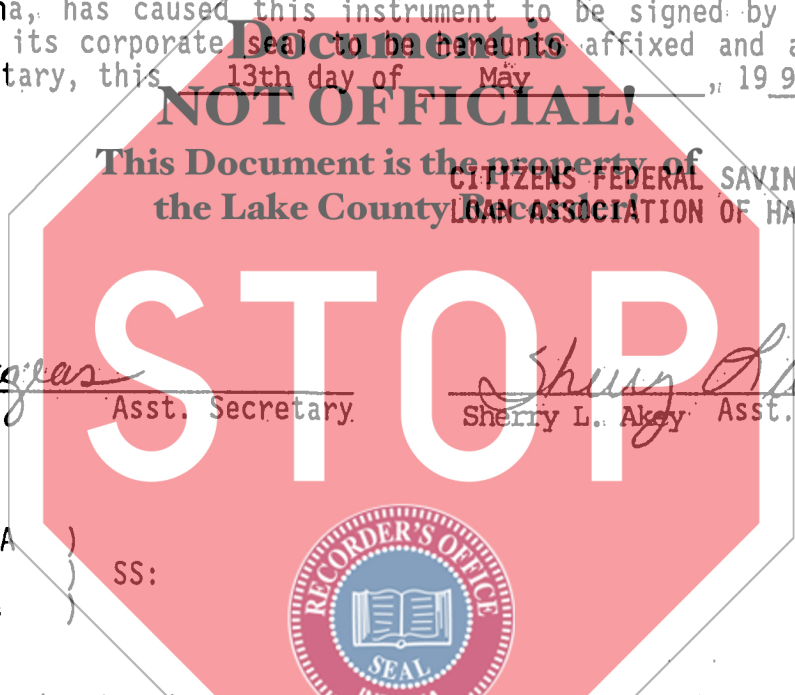 na, has caused this instrument to be signed by
its corporate seal to be hereunto affixed and a
tary, this 13th day of May, 19 9
Document is
NOT OFFICIAL!
This Document is the property of
the Lake County Recorder!
CITIZENS FEDERAL SAVIN
LOAN ASSOCIATION OF HA
STOP
Asst. Secretary
Sherry L. Akey Asst.
A )
) SS:
)
RECORDER'S OFFICE
SEAL